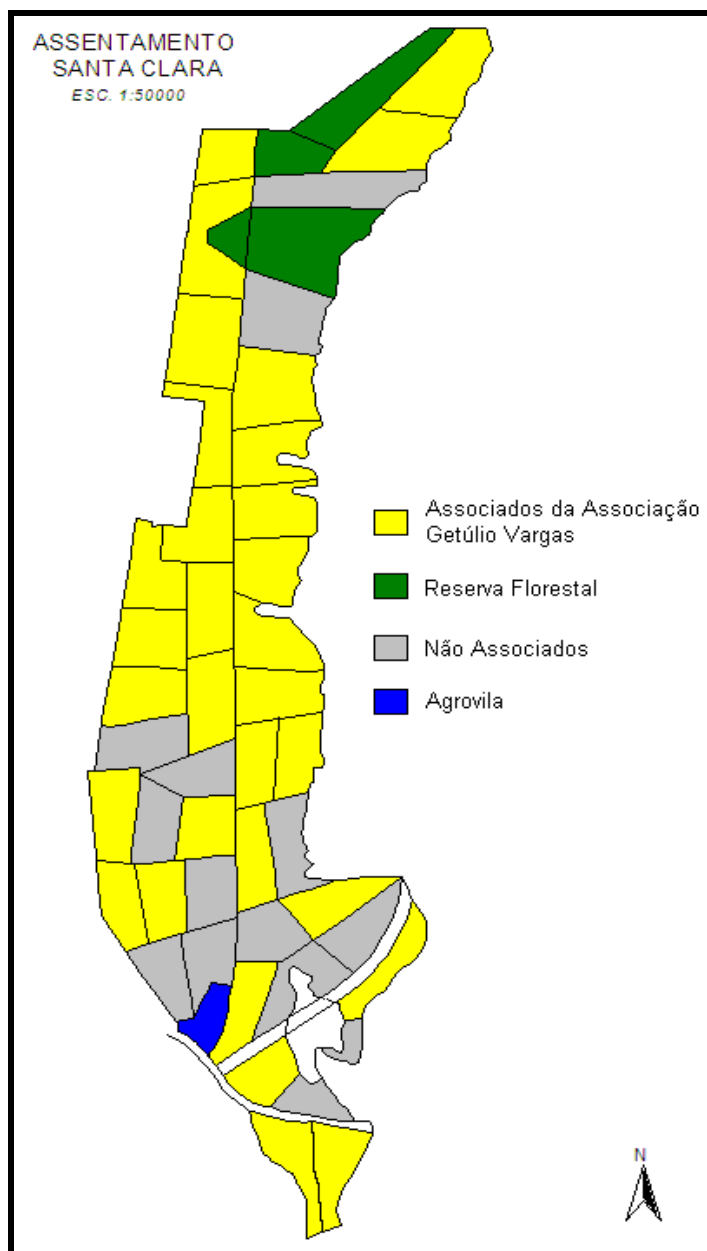 ASSENTAMENTO
SANTA CLARA
ESC. 1:50000
Associados da Associação
Getúlio Vargas
Reserva Florestal
Não Associados
Agrovila
N